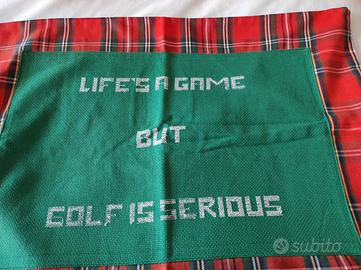 LIFE'S A GAME
BUT
GOLF IS SERIOUS
subito